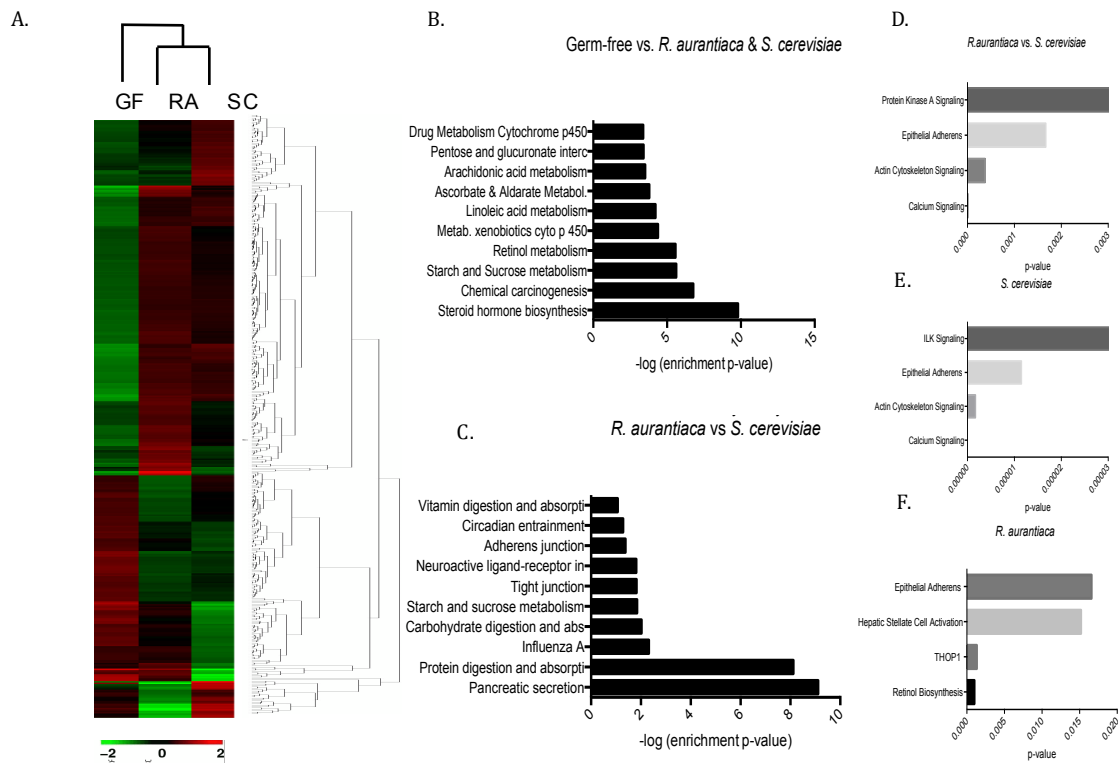 A.
GF RA SC
-2 0 2
B.
Germ-free vs. R. aurantiaca & S. cerevisiae
Drug Metabolism Cytochrome p450
Pentose and glucuronate interc
Arachidonic acid metabolism
Ascorbate & Aldarate Metabol.
Linoleic acid metabolism
Metab. xenobiotics cyto p 450
Retinol metabolism
Starch and Sucrose metabolism
Chemical carcinogenesis
Steroid hormone biosynthesis
0 5 10 15
-log (enrichment p-value)
C.
R. aurantiaca vs S. cerevisiae
Vitamin digestion and absorpti
Circadian entrainment
Adherens junction
Neuroactive ligand-receptor in
Tight junction
Starch and sucrose metabolism
Carbohydrate digestion and abs
Influenza A
Protein digestion and absorpti
Pancreatic secretion
0 2 4 6 8 10
-log (enrichment p-value)
D.
R.aurantiaca vs. S. cerevisiae
Protein Kinase A Signaling
Epithelial Adherens
Actin Cytoskeleton Signaling
Calcium Signaling
0.000 0.001 0.002 0.003
p-value
E.
S. cerevisiae
ILK Signaling
Epithelial Adherens
Actin Cytoskeleton Signaling
Calcium Signaling
0.00000 0.00001 0.00002 0.00003
p-value
F.
R. aurantiaca
Epithelial Adherens
Hepatic Stellate Cell Activation
THOP1
Retinol Biosynthesis
0.000 0.005 0.010 0.015 0.020
p-value